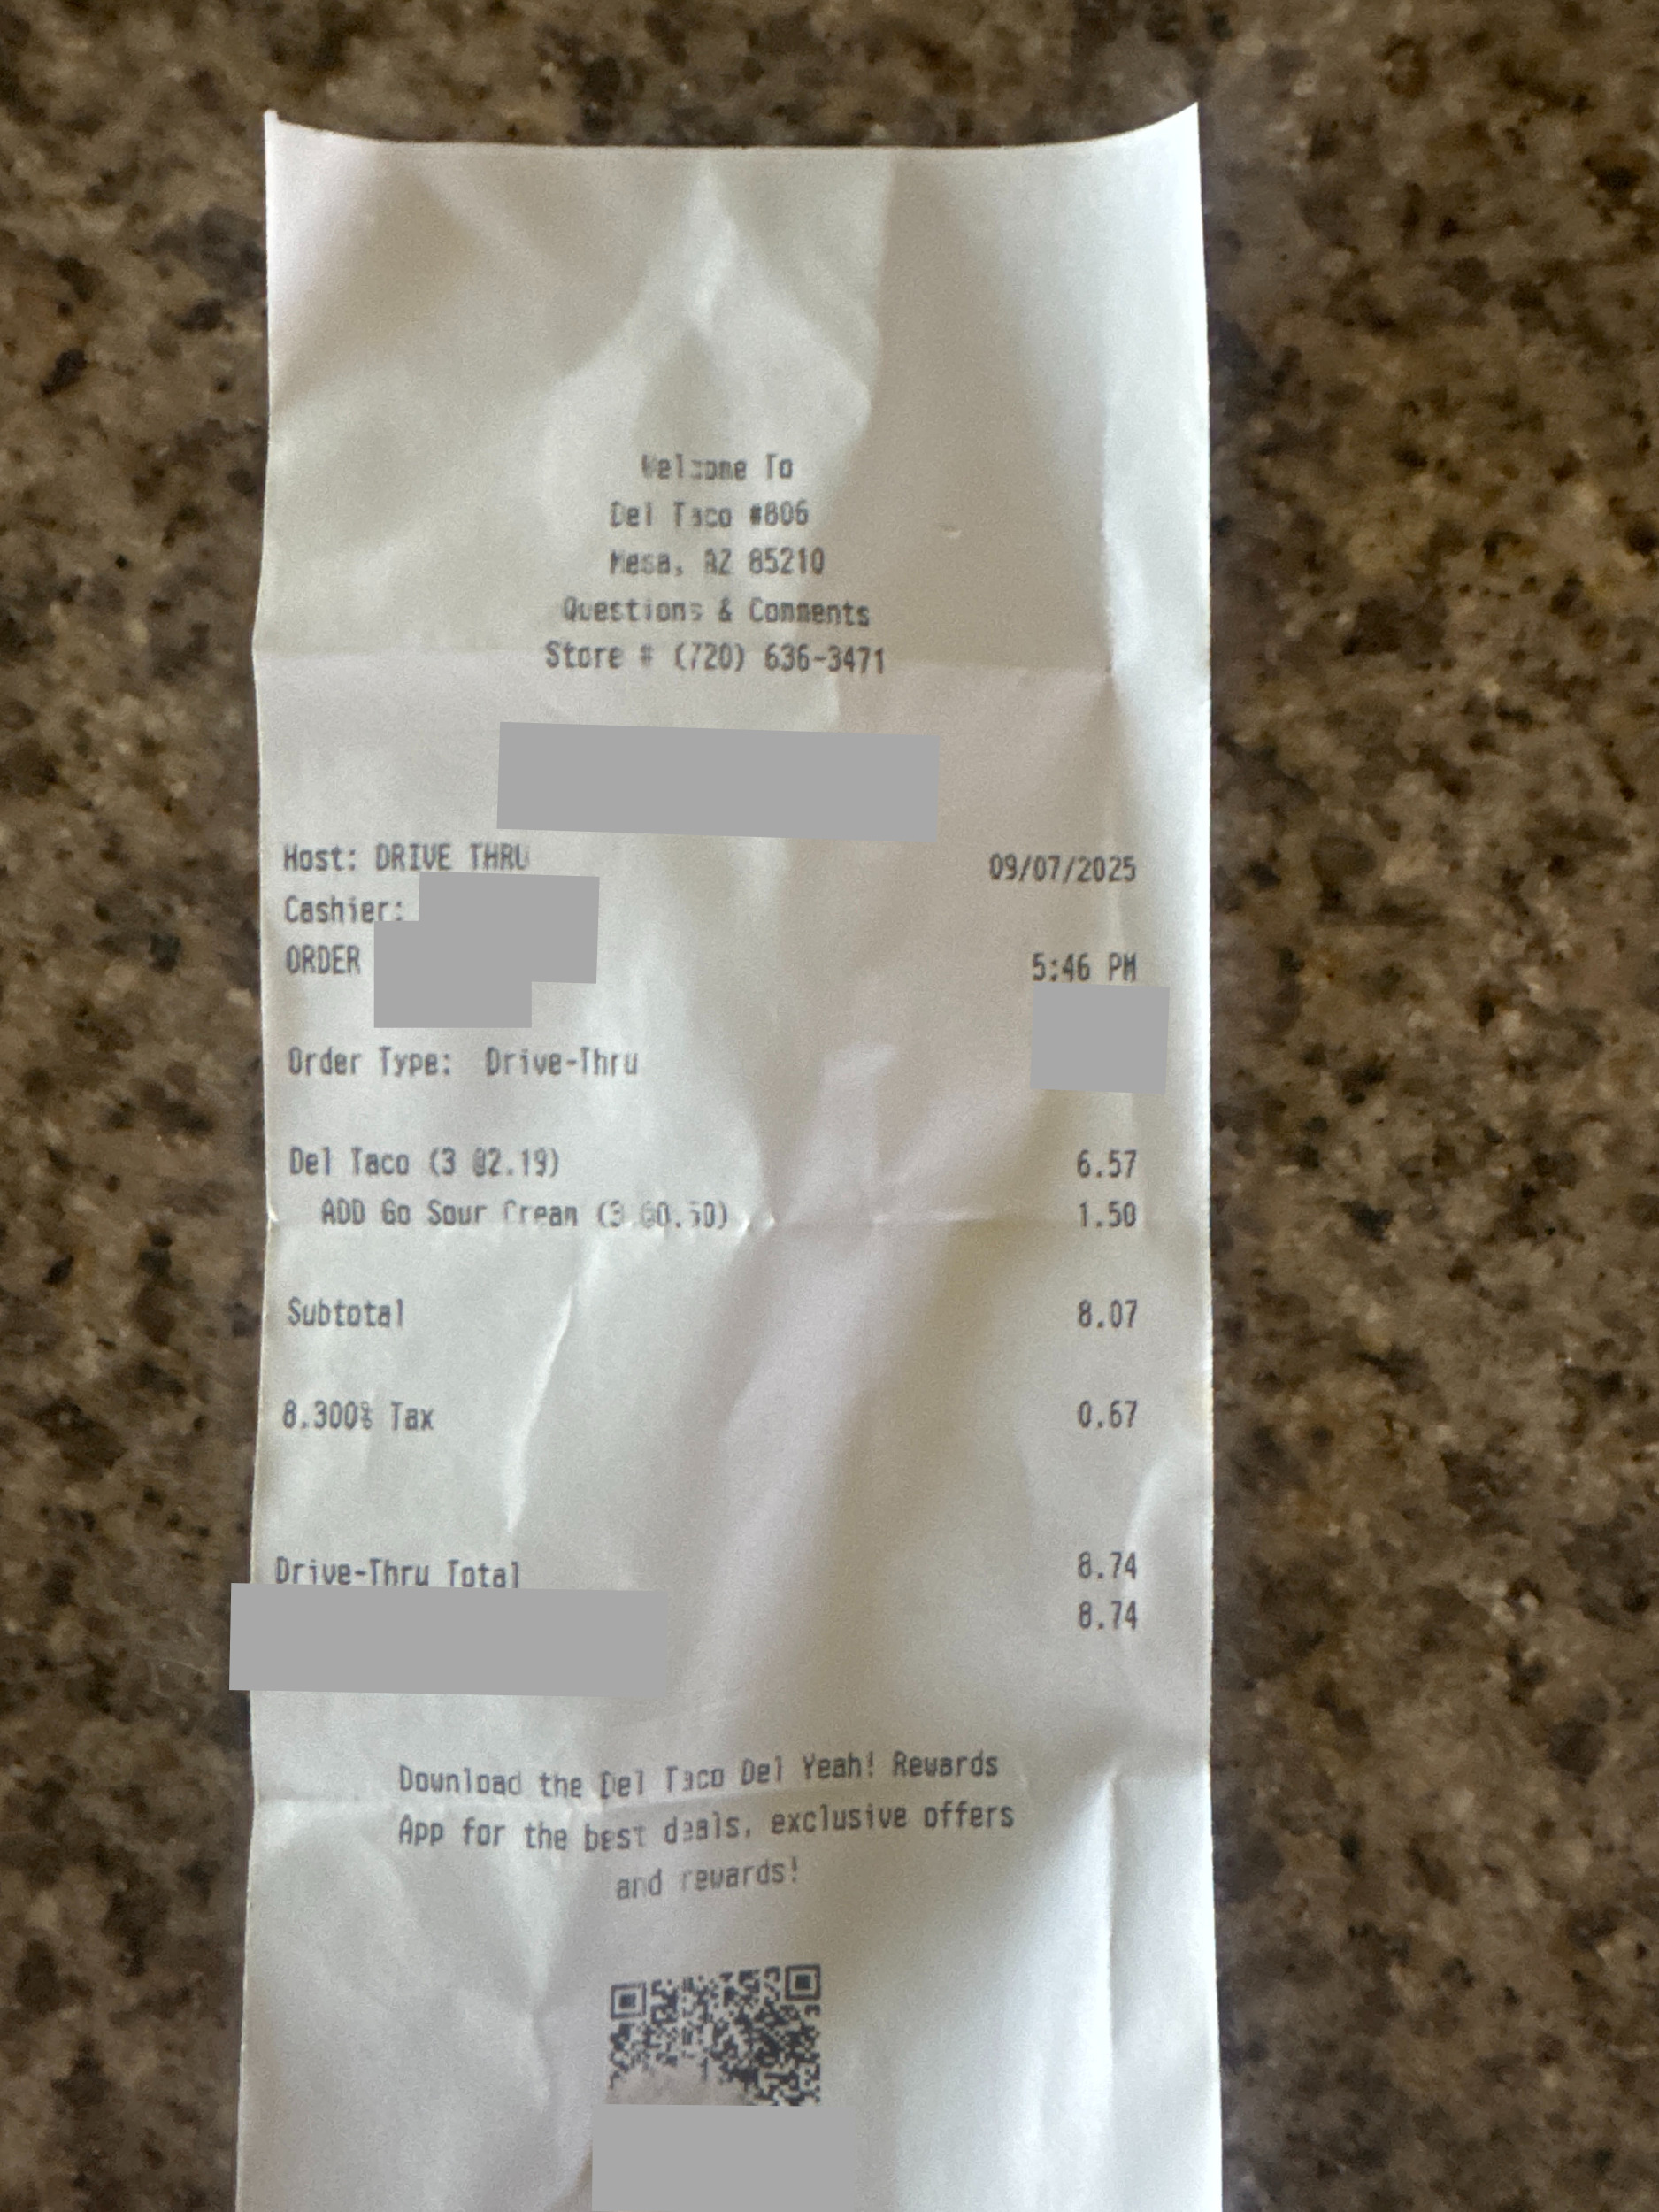 Welcome To
Del Taco #806
Mesa, AZ 85210
Questions & Comments
Store # (720) 636-3471
Host: DRIVE THRU
09/07/2025
Cashier:
ORDER
5:46 PM
Order Type: Drive-Thru
Del Taco (3 @2.19) 6.57
ADD Go Sour Cream (3 @0.50) 1.50
Subtotal 8.07
8.300% Tax 0.67
Drive-Thru Total 8.74
8.74
Download the Del Taco Del Yeah! Rewards
App for the best deals, exclusive offers
and rewards!